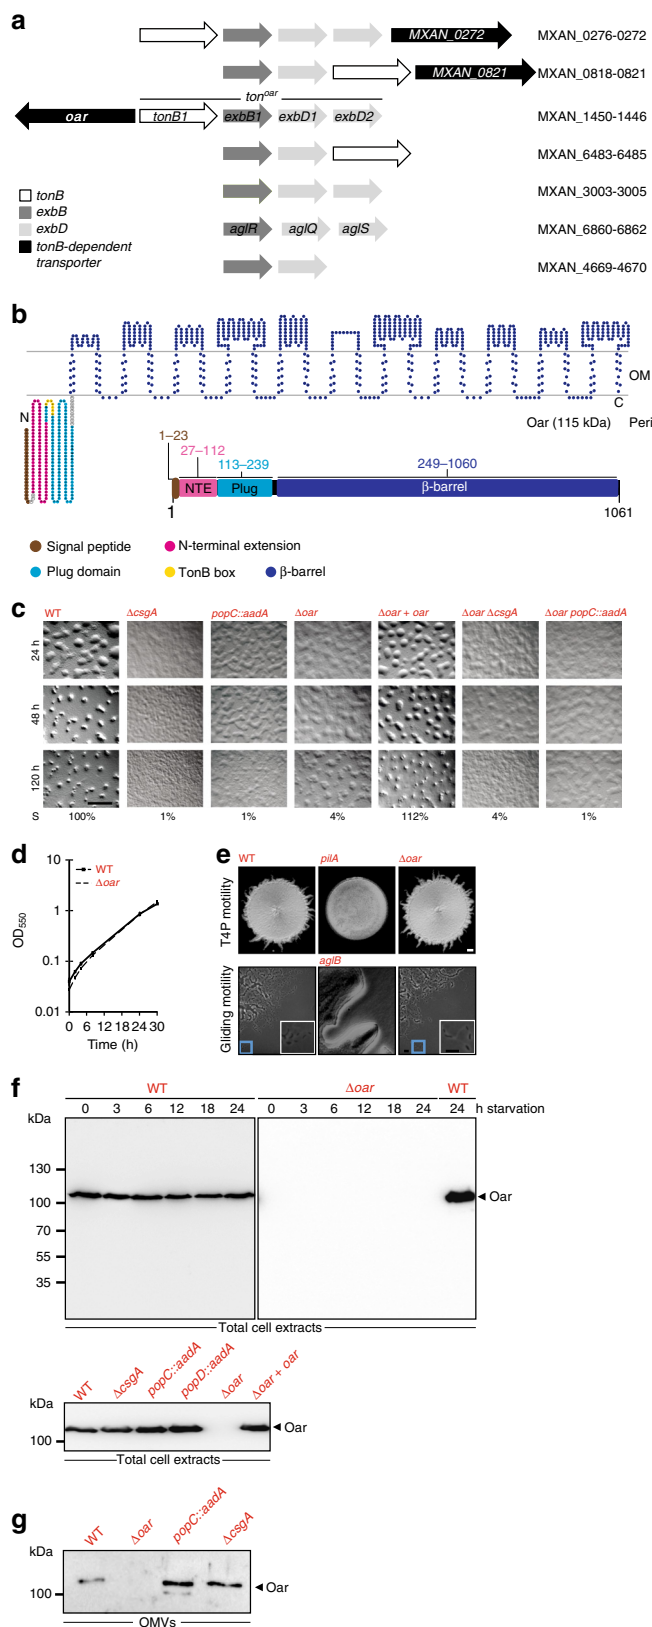 a
MXAN_0272 MXAN_0276-0272
MXAN_0821 MXAN_0818-0821
ton^oar
oar tonB1 exbB1 exbD1 exbD2 MXAN_1450-1446
MXAN_6483-6485
tonB
exbB MXAN_3003-3005
exbD
aglR aglQ aglS MXAN_6860-6862
tonB-dependent
transporter
MXAN_4669-4670
b
OM
C
N
Oar (115 kDa) Peri
1–23
27–112
113–239 249–1060
NTE Plug β-barrel
1 1061
Signal peptide N-terminal extension
Plug domain TonB box β-barrel
c
WT ΔcsgA popC::aadA Δoar Δoar + oar Δoar ΔcsgA Δoar popC::aadA
24 h
48 h
120 h
S 100% 1% 1% 4% 112% 4% 1%
d
WT
Δoar
OD550
10
1
0.1
0.01
0 6 12 18 24 30
Time (h)
e
WT pilA Δoar
T4P motility
aglB
Gliding motility
f
WT Δoar WT
0 3 6 12 18 24 0 3 6 12 18 24 24 h starvation
kDa
130
100 Oar
70
55
35
Total cell extracts
WT ΔcsgA popC::aadA popD::aadA Δoar Δoar + oar
kDa
Oar
100
Total cell extracts
g
WT Δoar popC::aadA ΔcsgA
kDa
Oar
100
OMVs